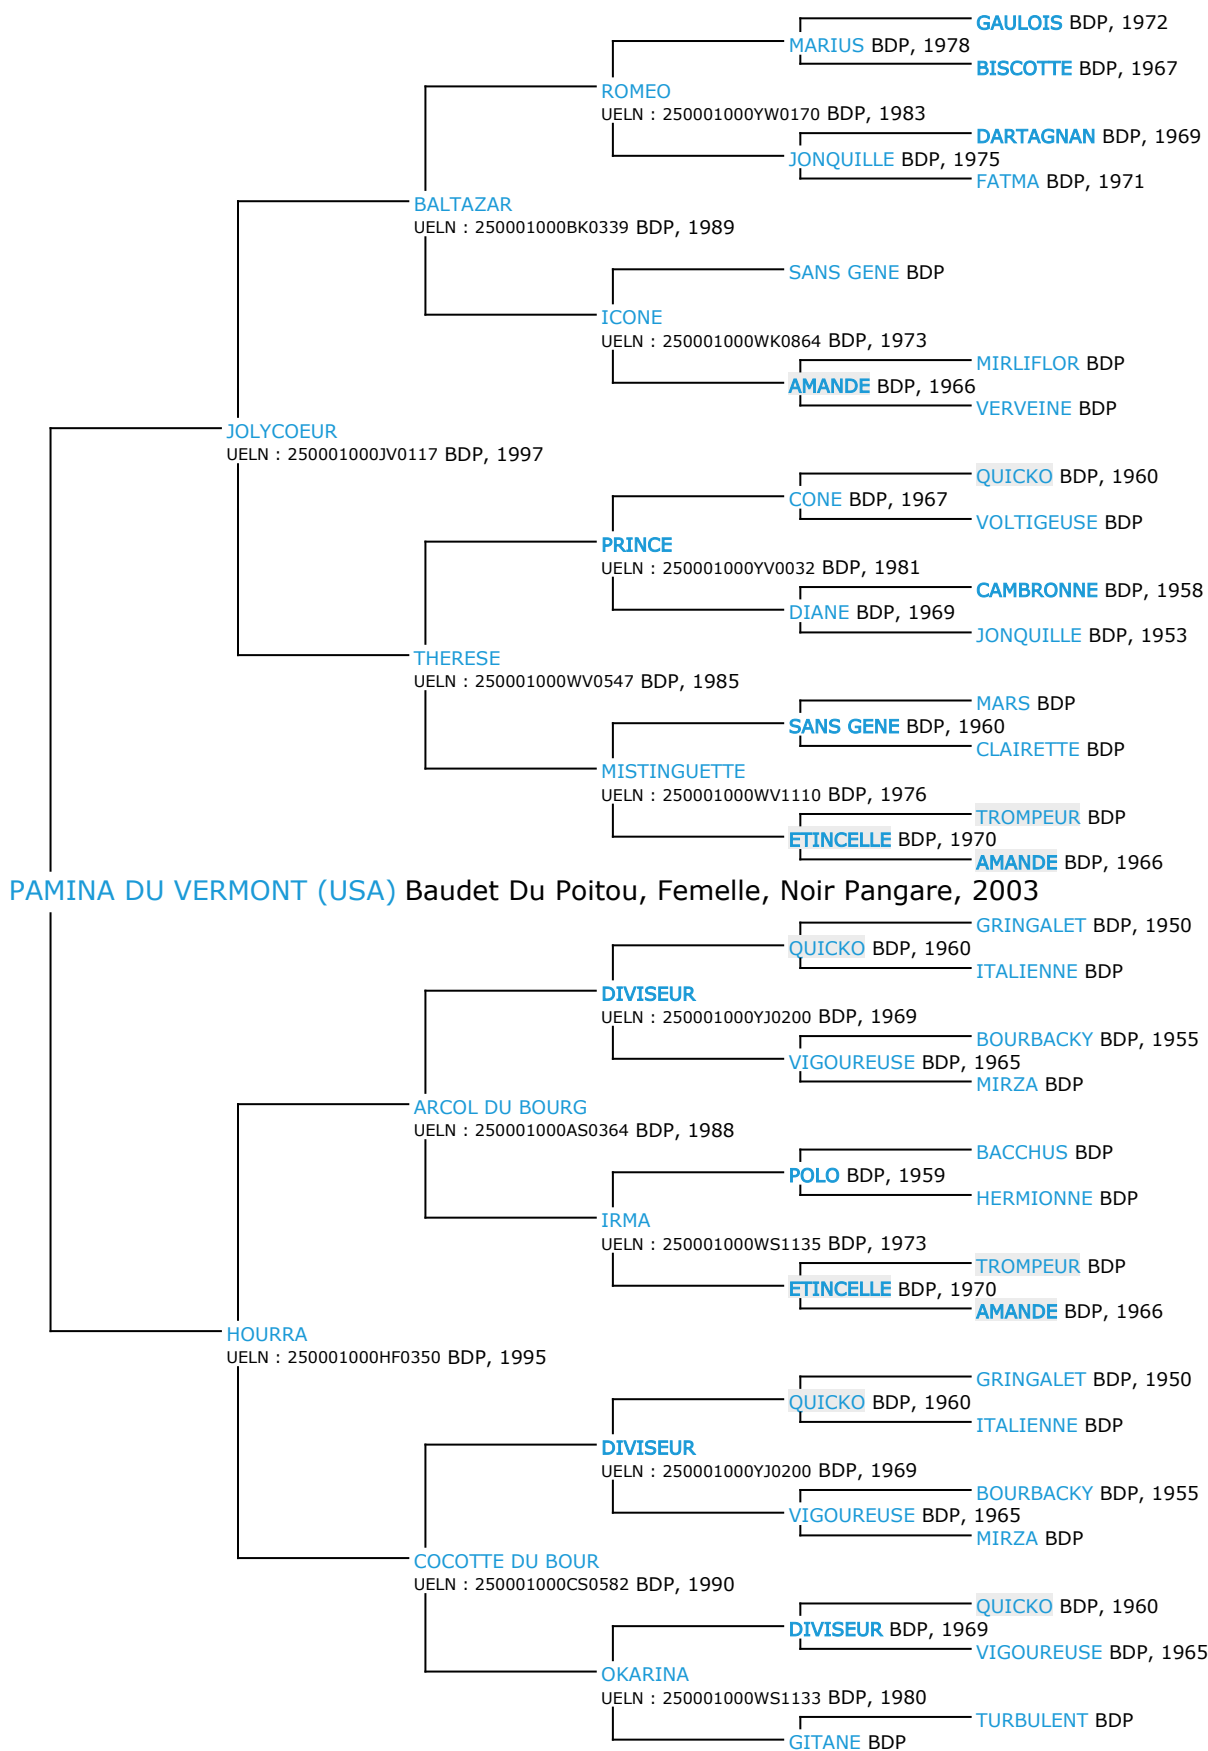 GAULOIS BDP, 1972
MARIUS BDP, 1978
BISCOTTE BDP, 1967
ROMEO
UELN : 250001000YW0170 BDP, 1983
DARTAGNAN BDP, 1969
JONQUILLE BDP, 1975
FATMA BDP, 1971
BALTAZAR
UELN : 250001000BK0339 BDP, 1989
SANS GENE BDP
ICONE
UELN : 250001000WK0864 BDP, 1973
MIRLIFLOR BDP
AMANDE BDP, 1966
VERVEINE BDP
JOLYCOEUR
UELN : 250001000JV0117 BDP, 1997
QUICKO BDP, 1960
CONE BDP, 1967
VOLTIGEUSE BDP
PRINCE
UELN : 250001000YV0032 BDP, 1981
CAMBRONNE BDP, 1958
DIANE BDP, 1969
JONQUILLE BDP, 1953
THERESE
UELN : 250001000WV0547 BDP, 1985
MARS BDP
SANS GENE BDP, 1960
CLAIRETTE BDP
MISTINGUETTE
UELN : 250001000WV1110 BDP, 1976
TROMPEUR BDP
ETINCELLE BDP, 1970
AMANDE BDP, 1966
PAMINA DU VERMONT (USA) Baudet Du Poitou, Femelle, Noir Pangare, 2003
GRINGALET BDP, 1950
QUICKO BDP, 1960
ITALIENNE BDP
DIVISEUR
UELN : 250001000YJ0200 BDP, 1969
BOURBACKY BDP, 1955
VIGOUREUSE BDP, 1965
MIRZA BDP
ARCOL DU BOURG
UELN : 250001000AS0364 BDP, 1988
BACCHUS BDP
POLO BDP, 1959
HERMIONNE BDP
IRMA
UELN : 250001000WS1135 BDP, 1973
TROMPEUR BDP
ETINCELLE BDP, 1970
AMANDE BDP, 1966
HOURRA
UELN : 250001000HF0350 BDP, 1995
GRINGALET BDP, 1950
QUICKO BDP, 1960
ITALIENNE BDP
DIVISEUR
UELN : 250001000YJ0200 BDP, 1969
BOURBACKY BDP, 1955
VIGOUREUSE BDP, 1965
MIRZA BDP
COCOTTE DU BOUR
UELN : 250001000CS0582 BDP, 1990
QUICKO BDP, 1960
DIVISEUR BDP, 1969
VIGOUREUSE BDP, 1965
OKARINA
UELN : 250001000WS1133 BDP, 1980
TURBULENT BDP
GITANE BDP